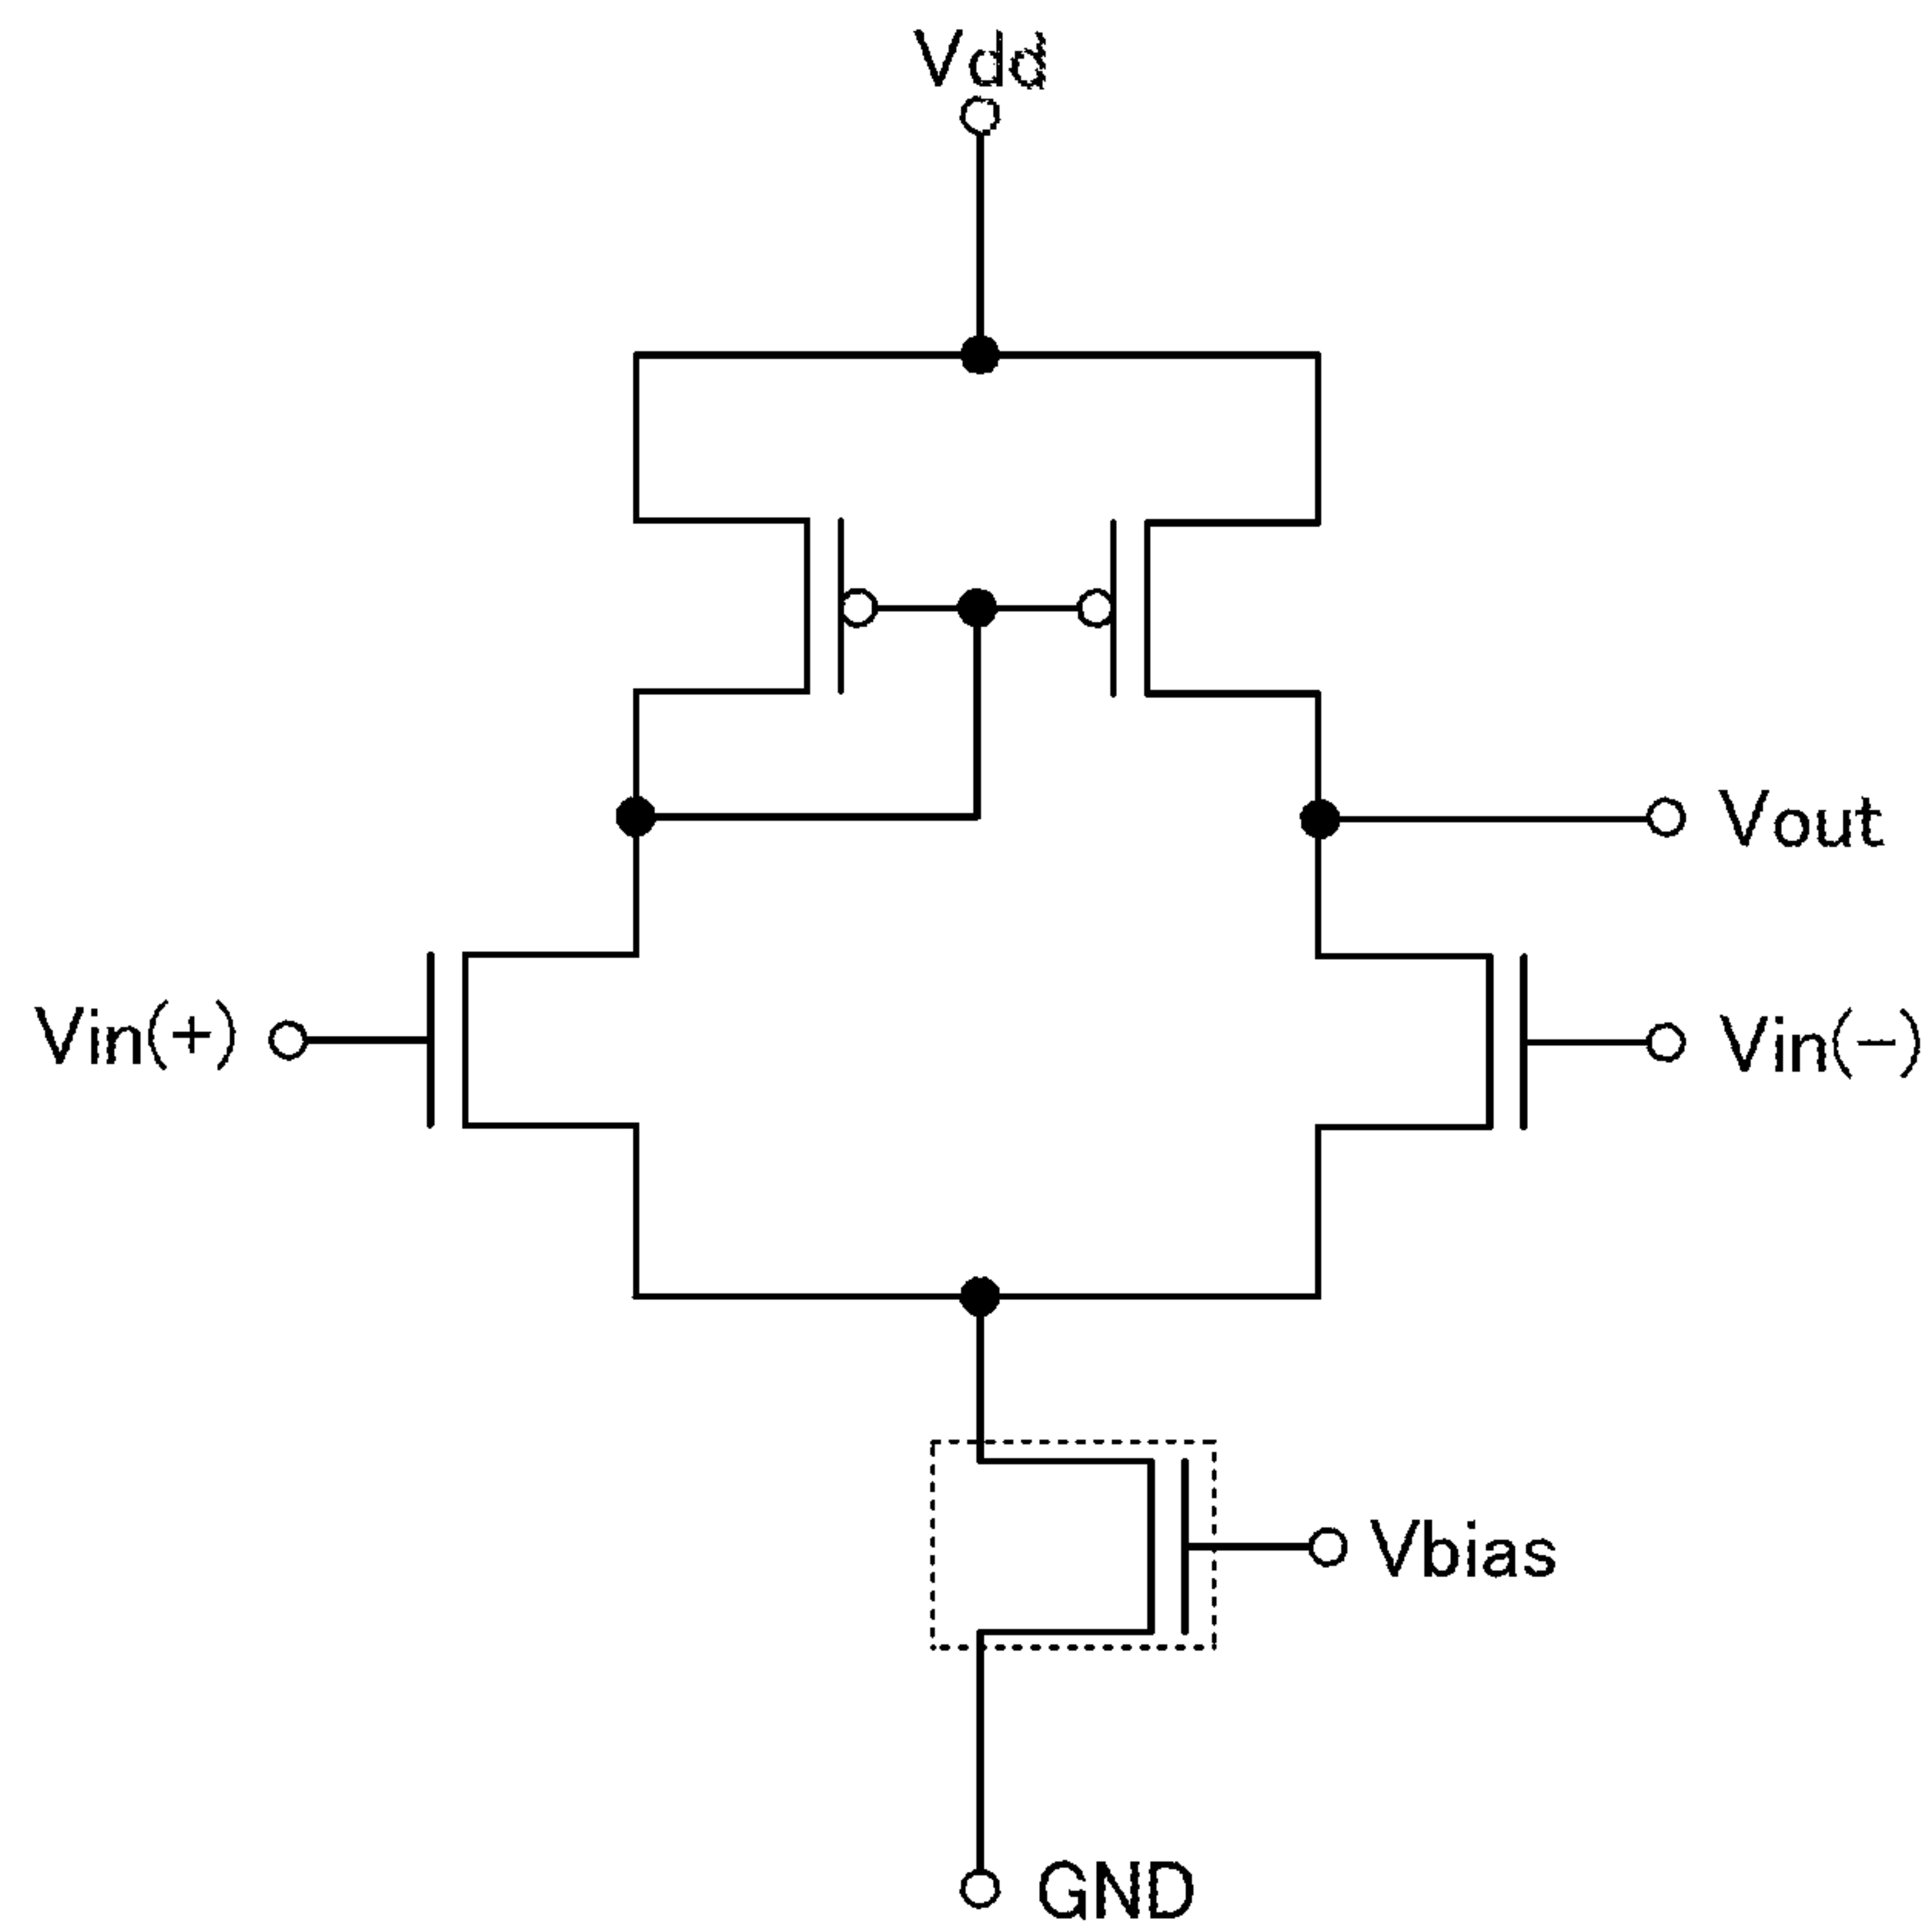 Vdd
Vout
Vin(+)
Vin(-)
Vbias
GND